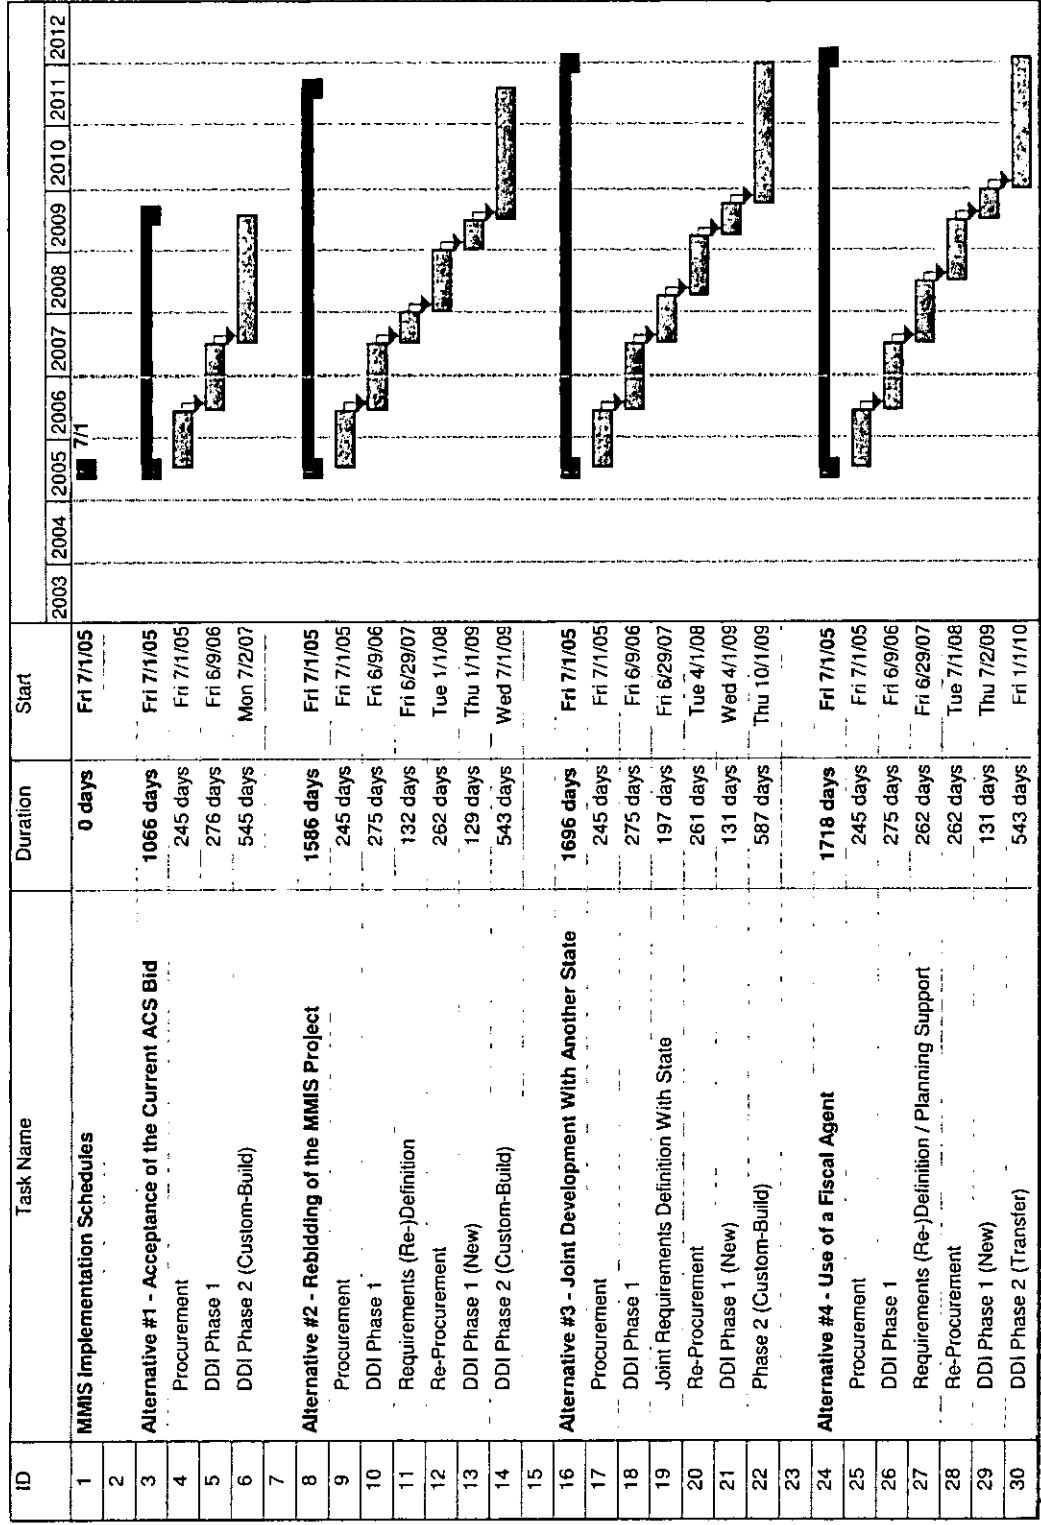 ID Task Name Duration Start 2003 2004 2005 2006 2007 2008 2009 2010 2011 2012
1 MMIS Implementation Schedules 0 days Fri 7/1/05 7/1
2
3 Alternative #1 - Acceptance of the Current ACS Bid 1066 days Fri 7/1/05
4 Procurement 245 days Fri 7/1/05
5 DDI Phase 1 276 days Fri 6/9/06
6 DDI Phase 2 (Custom-Build) 545 days Mon 7/2/07
7
8 Alternative #2 - Rebidding of the MMIS Project 1586 days Fri 7/1/05
9 Procurement 245 days Fri 7/1/05
10 DDI Phase 1 275 days Fri 6/9/06
11 Requirements (Re-)Definition 132 days Fri 6/29/07
12 Re-Procurement 262 days Tue 1/1/08
13 DDI Phase 1 (New) 129 days Thu 1/1/09
14 DDI Phase 2 (Custom-Build) 543 days Wed 7/1/09
15
16 Alternative #3 - Joint Development With Another State 1696 days Fri 7/1/05
17 Procurement 245 days Fri 7/1/05
18 DDI Phase 1 275 days Fri 6/9/06
19 Joint Requirements Definition With State 197 days Fri 6/29/07
20 Re-Procurement 261 days Tue 4/1/08
21 DDI Phase 1 (New) 131 days Wed 4/1/09
22 Phase 2 (Custom-Build) 587 days Thu 10/1/09
23
24 Alternative #4 - Use of a Fiscal Agent 1718 days Fri 7/1/05
25 Procurement 245 days Fri 7/1/05
26 DDI Phase 1 275 days Fri 6/9/06
27 Requirements (Re-)Definition / Planning Support 262 days Fri 6/29/07
28 Re-Procurement 262 days Tue 7/1/08
29 DDI Phase 1 (New) 131 days Thu 7/2/09
30 DDI Phase 2 (Transfer) 543 days Fri 1/1/10